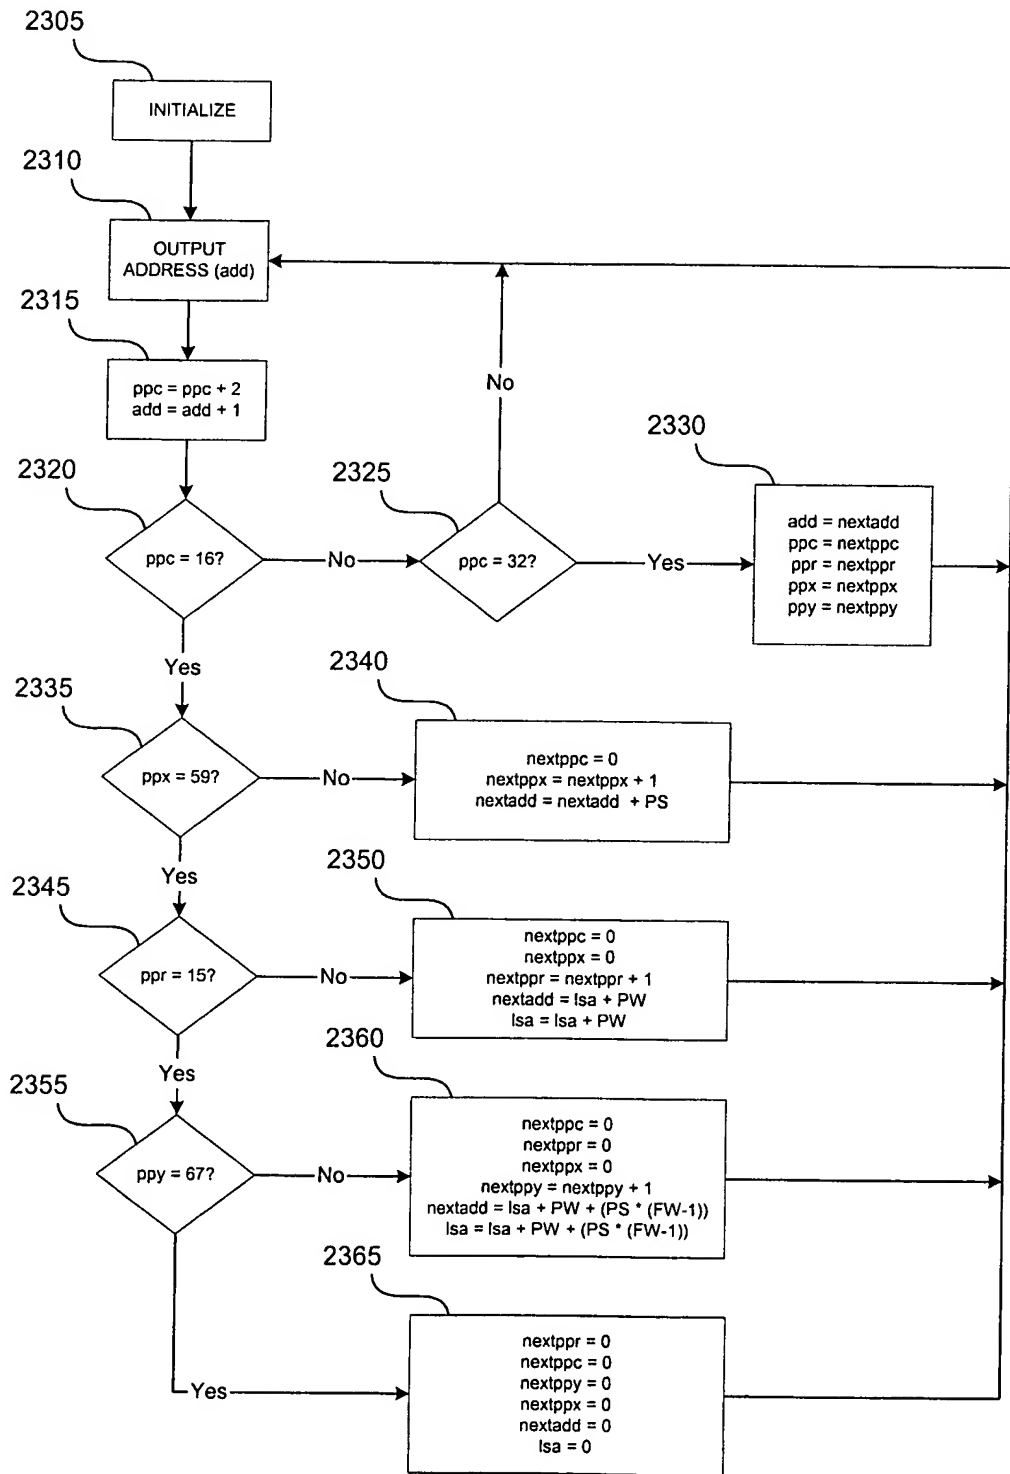 2305
INITIALIZE
2310
OUTPUT
ADDRESS (add)
2315
ppc = ppc + 2
add = add + 1
2320
ppc = 16?
No
2325
ppc = 32?
No
Yes
2330
add = nextadd
ppc = nextppc
ppr = nextppr
ppx = nextppx
ppy = nextppy
Yes
2335
ppx = 59?
No
2340
nextppc = 0
nextppx = nextppx + 1
nextadd = nextadd + PS
Yes
2345
ppr = 15?
No
2350
nextppc = 0
nextppx = 0
nextppr = nextppr + 1
nextadd = lsa + PW
lsa = lsa + PW
Yes
2355
ppy = 67?
No
2360
nextppc = 0
nextppr = 0
nextppx = 0
nextppy = nextppy + 1
nextadd = lsa + PW + (PS * (FW-1))
lsa = lsa + PW + (PS * (FW-1))
Yes
2365
nextppr = 0
nextppc = 0
nextppy = 0
nextppx = 0
nextadd = 0
lsa = 0